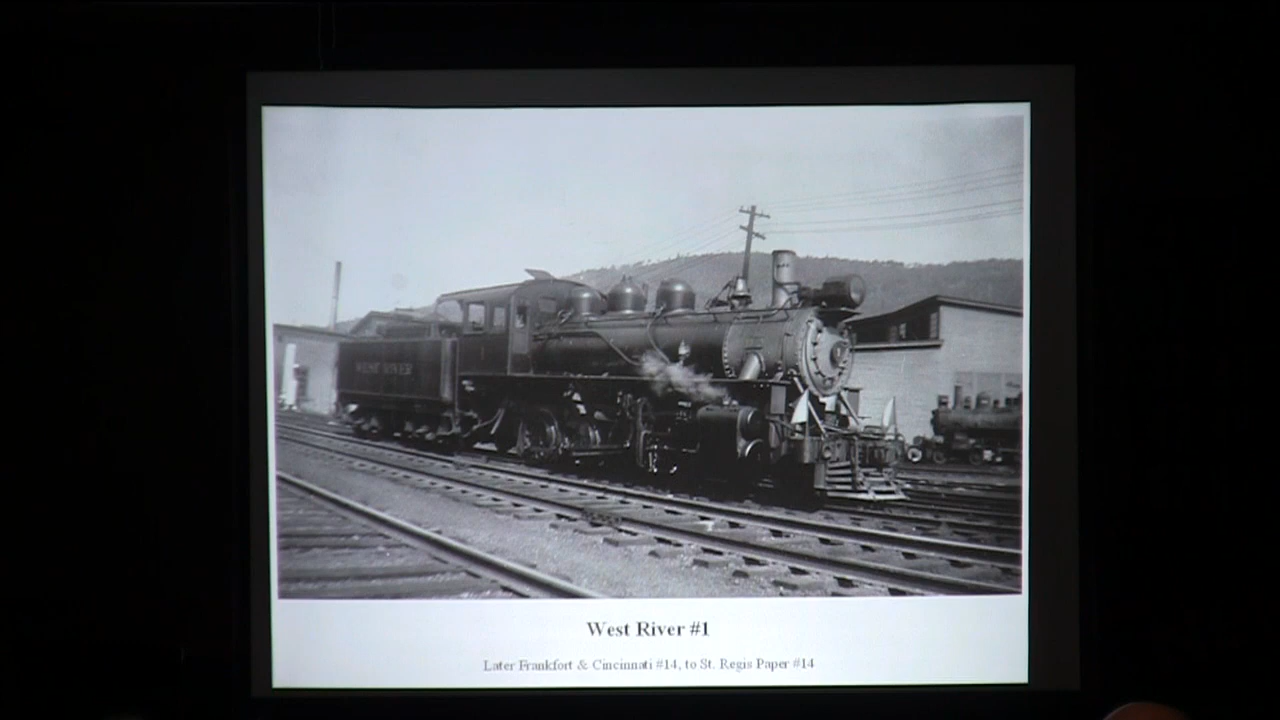 WEST RIVER
West River #1
Later Frankfort & Cincinnati #14, to St. Regis Paper #14